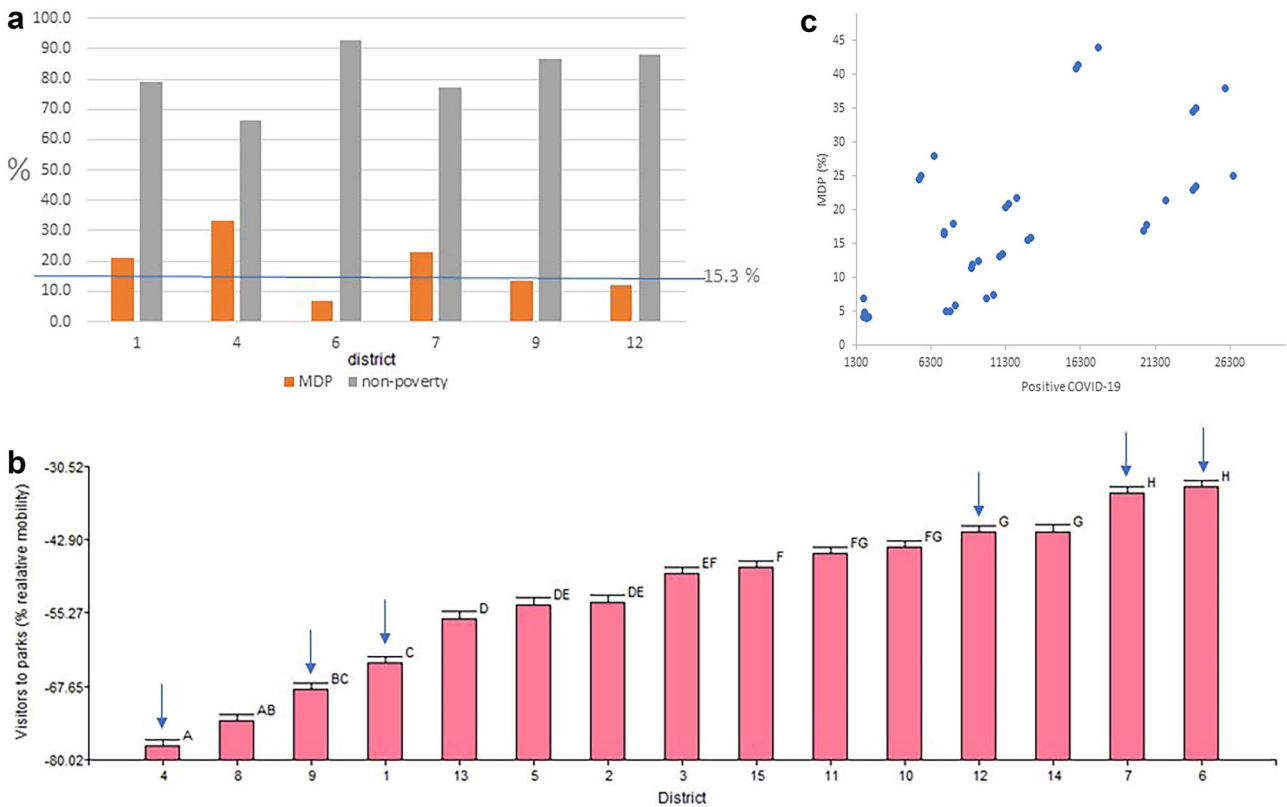 a
100.0
90.0
80.0
70.0
60.0
50.0
40.0
30.0
20.0
10.0
0.0
%
15.3 %
1 4 6 7 9 12
district
MDP non-poverty
c
45
40
35
30
25
20
15
10
5
0
MDP (%)
1300 6300 11300 16300 21300 26300
Positive COVID-19
b
-30.52
-42.90
-55.27
-67.65
-80.02
Visitors to parks (% realative mobility)
A AB BC C D DE DE EF F FG FG G G H H
4 8 9 1 13 5 2 3 15 11 10 12 14 7 6
District